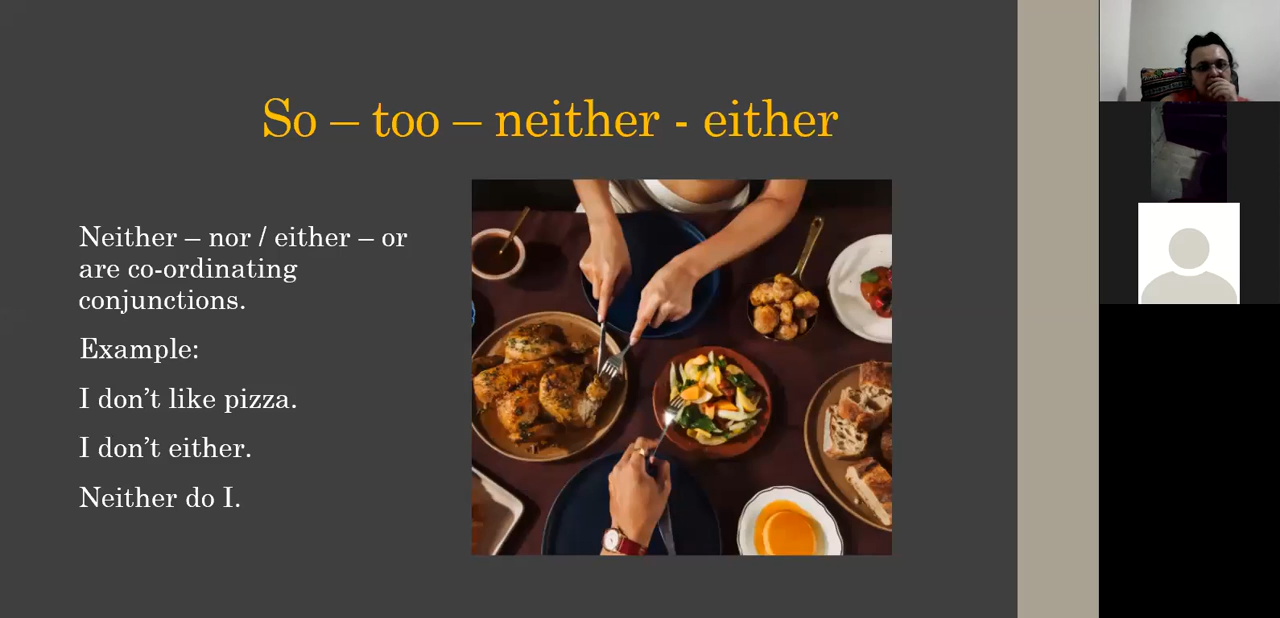 So – too – neither - either
Neither – nor / either – or
are co-ordinating
conjunctions.
Example:
I don’t like pizza.
I don’t either.
Neither do I.